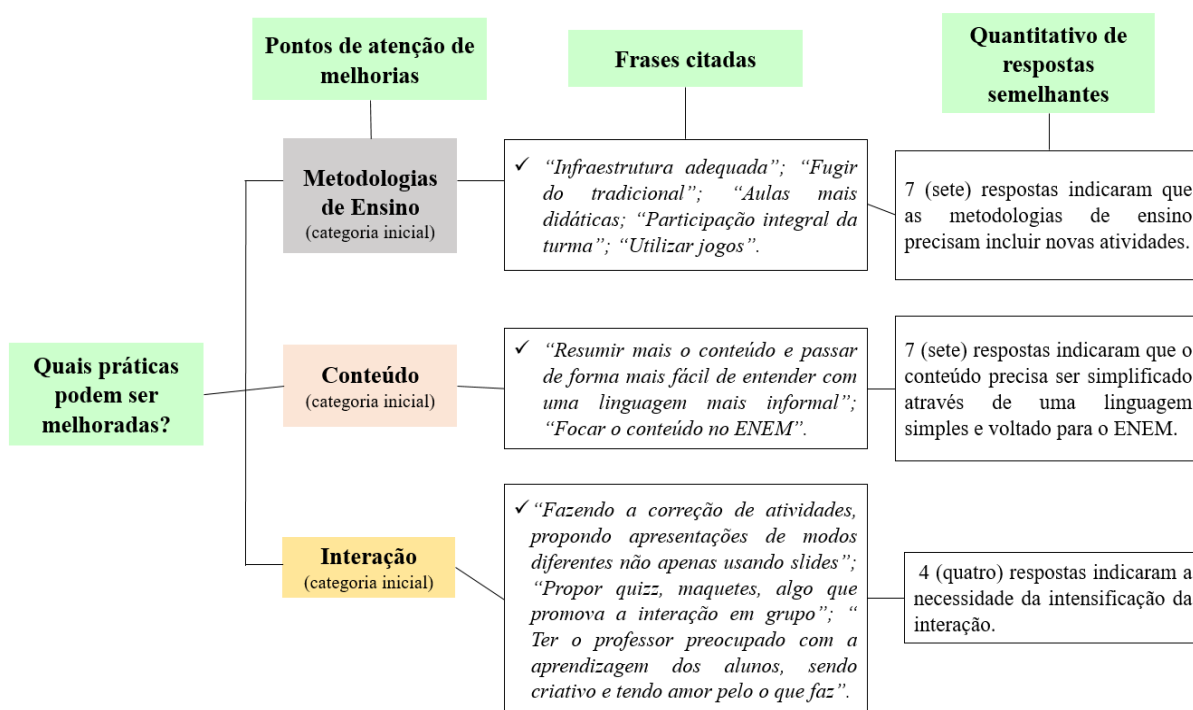 Pontos de atenção de
melhorias
Frases citadas
Quantitativo de
respostas
semelhantes
Quais práticas
podem ser
melhoradas?
Metodologias
de Ensino
(categoria inicial)
✓ “Infraestrutura adequada”; “Fugir
do tradicional”; “Aulas mais
didáticas; “Participação integral da
turma”; “Utilizar jogos”.
7 (sete) respostas indicaram que
as metodologias de ensino
precisam incluir novas atividades.
Conteúdo
(categoria inicial)
✓ “Resumir mais o conteúdo e passar
de forma mais fácil de entender com
uma linguagem mais informal”;
“Focar o conteúdo no ENEM”.
7 (sete) respostas indicaram que o
conteúdo precisa ser simplificado
através de uma linguagem
simples e voltado para o ENEM.
Interação
(categoria inicial)
✓ “Fazendo a correção de atividades,
propondo apresentações de modos
diferentes não apenas usando slides”;
“Propor quizz, maquetes, algo que
promova a interação em grupo”; “
Ter o professor preocupado com a
aprendizagem dos alunos, sendo
criativo e tendo amor pelo o que faz”.
4 (quatro) respostas indicaram a
necessidade da intensificação da
interação.